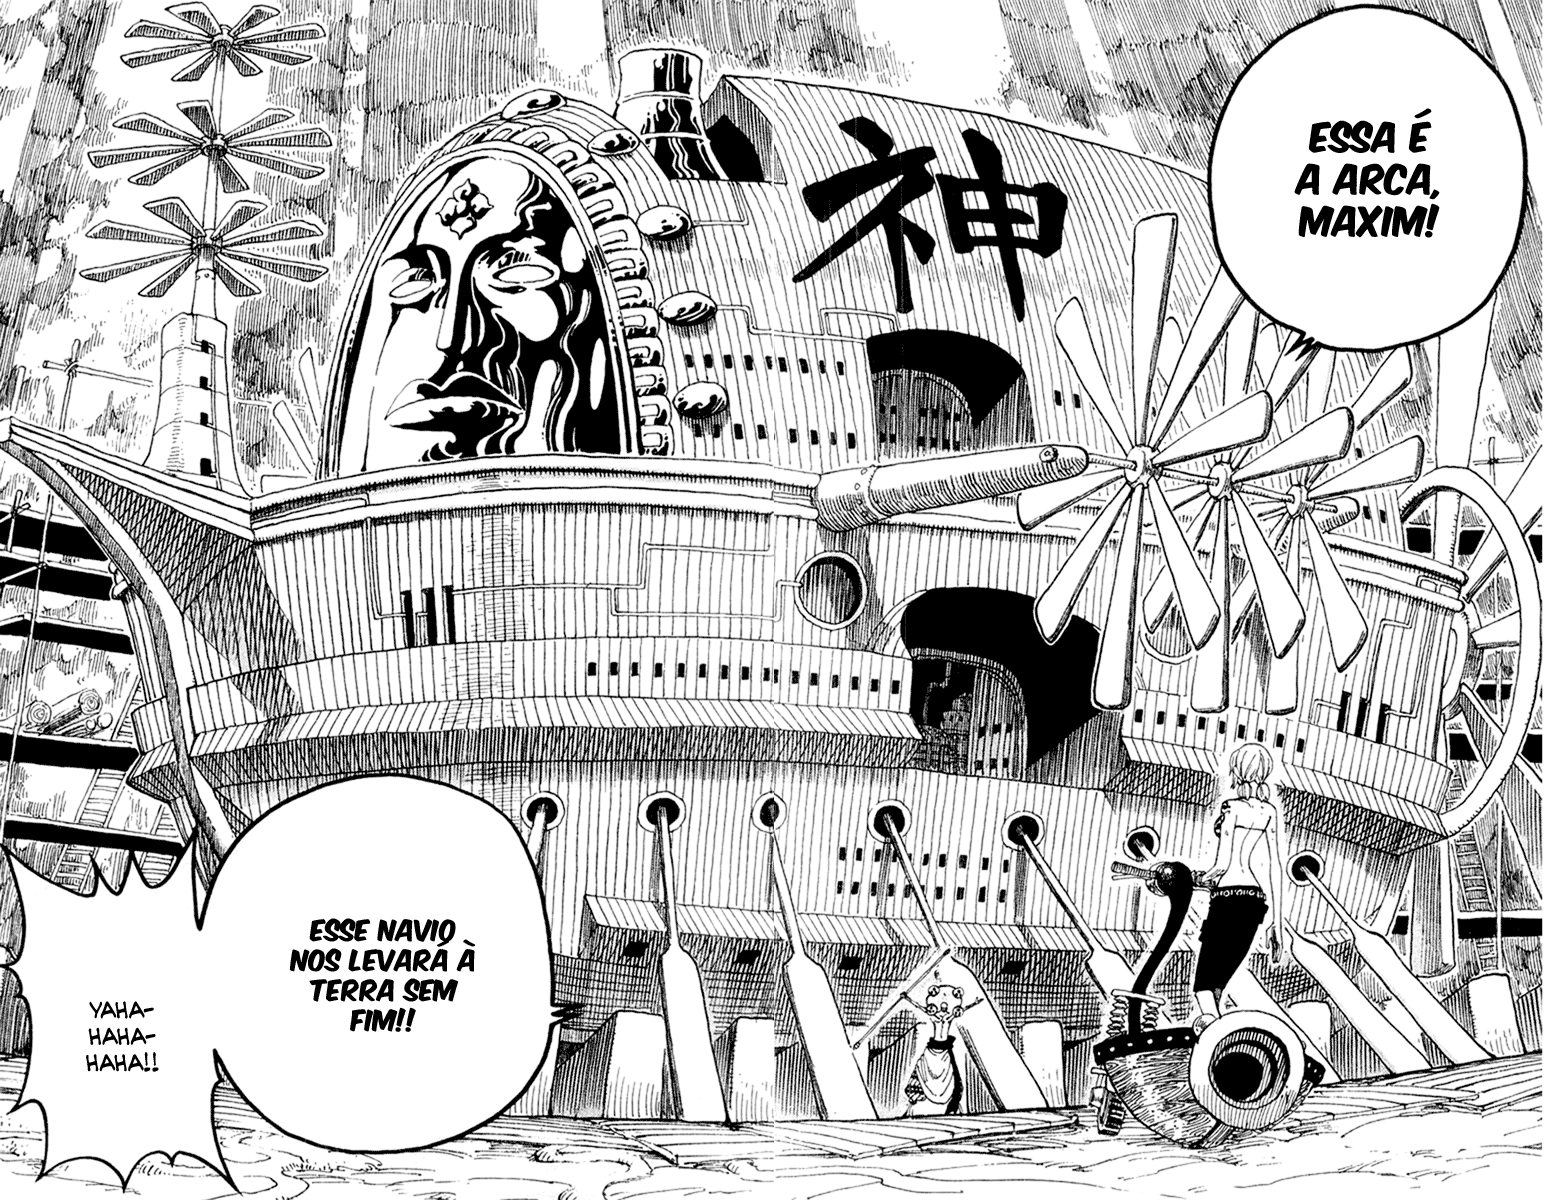 ESSA É
A ARCA,
MAXIM!
神
ESSE NAVIO
NOS LEVARÁ À
TERRA SEM
FIM!!
YAHA-
HAHA-
HAHA!!